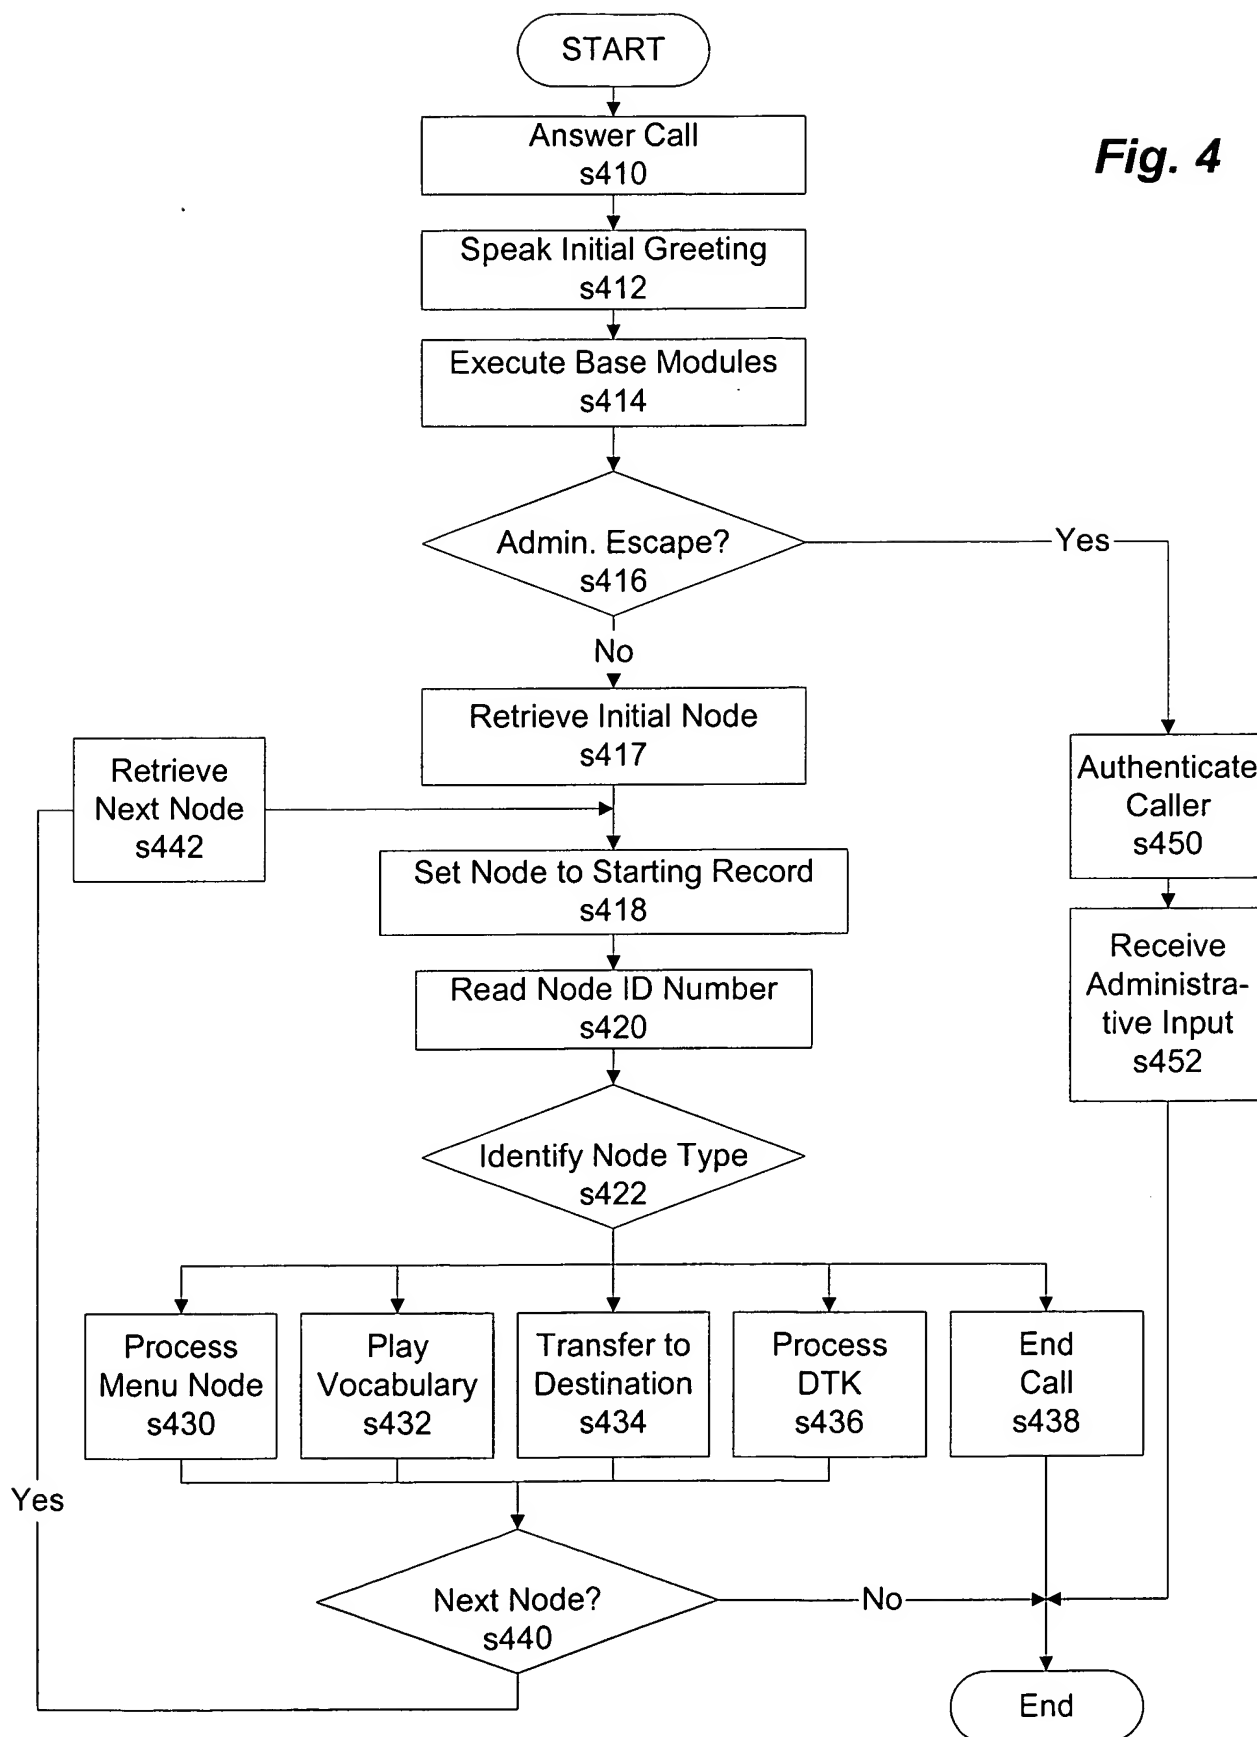 START
Answer Call
s410
Fig. 4
Speak Initial Greeting
s412
Execute Base Modules
s414
Admin. Escape?
s416
Yes
No
Retrieve Initial Node
s417
Retrieve
Next Node
s442
Authenticate
Caller
s450
Set Node to Starting Record
s418
Receive
Administra-
tive Input
s452
Read Node ID Number
s420
Identify Node Type
s422
Process
Menu Node
s430
Play
Vocabulary
s432
Transfer to
Destination
s434
Process
DTK
s436
End
Call
s438
Yes
Next Node?
s440
No
End